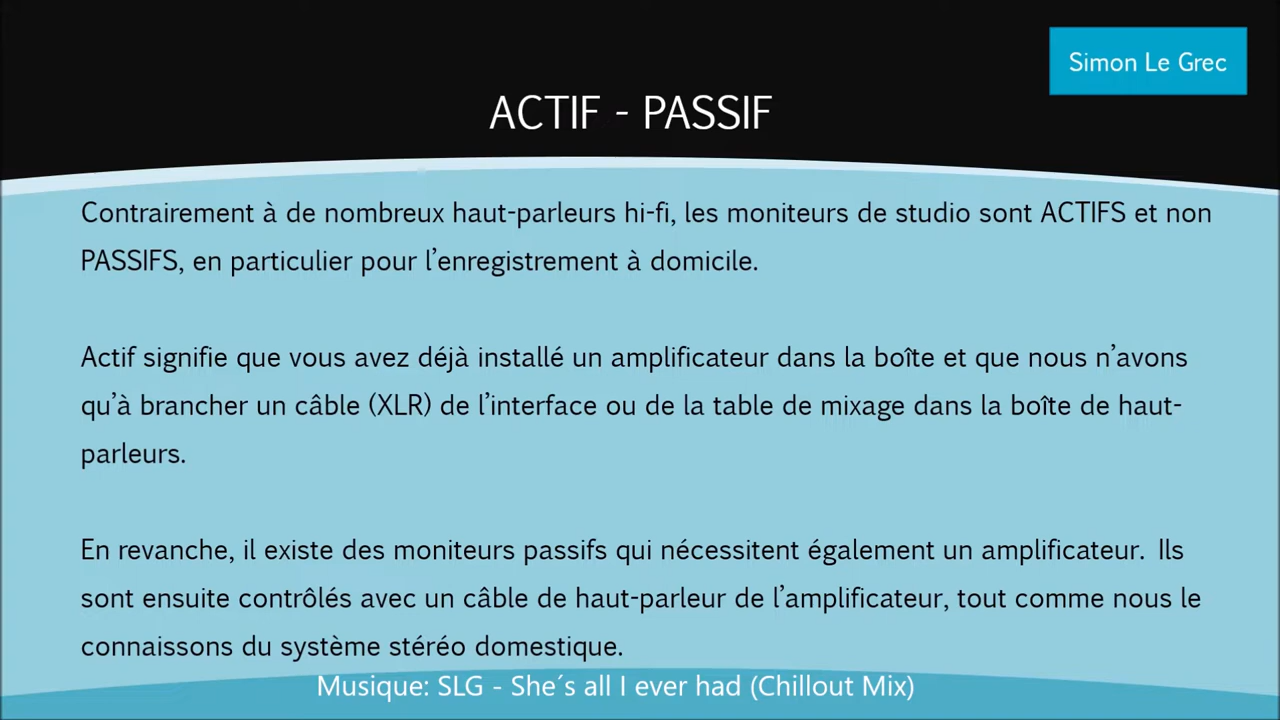 Simon Le Grec
ACTIF - PASSIF
Contrairement à de nombreux haut-parleurs hi-fi, les moniteurs de studio sont ACTIFS et non
PASSIFS, en particulier pour l’enregistrement à domicile.
Actif signifie que vous avez déjà installé un amplificateur dans la boîte et que nous n’avons
qu’à brancher un câble (XLR) de l’interface ou de la table de mixage dans la boîte de haut-
parleurs.
En revanche, il existe des moniteurs passifs qui nécessitent également un amplificateur.  Ils
sont ensuite contrôlés avec un câble de haut-parleur de l’amplificateur, tout comme nous le
connaissons du système stéréo domestique.
Musique: SLG - She´s all I ever had (Chillout Mix)